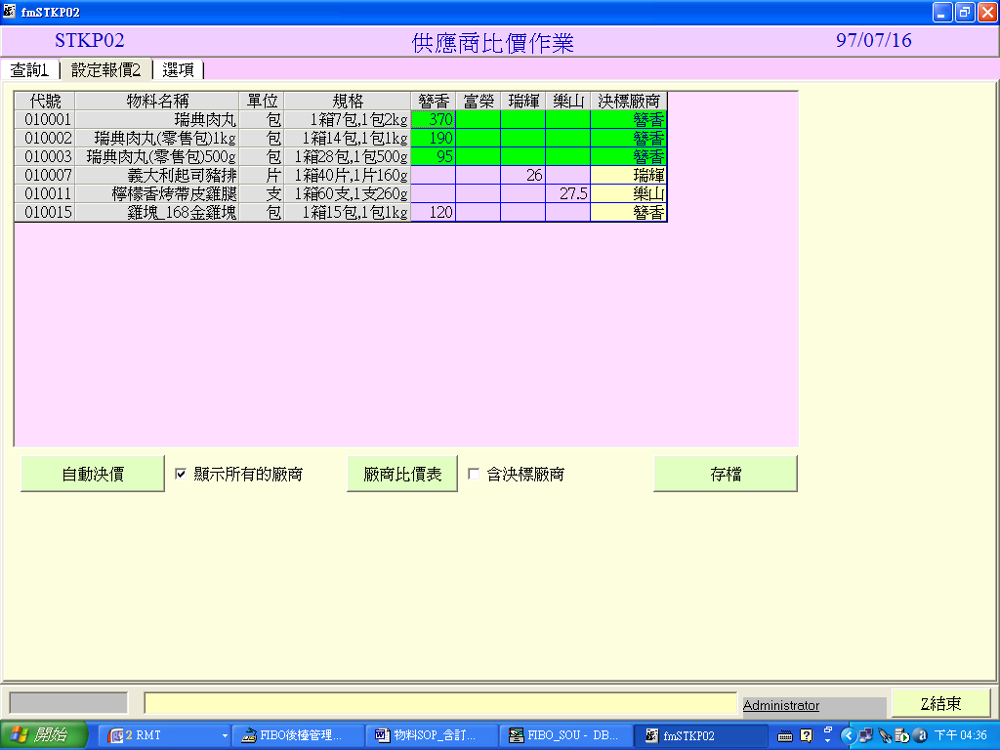 fmSTKP02
STKP02 供應商比價作業 97/07/16
查詢1 設定報價2 選項
代號 物料名稱 單位 規格 簪香 富榮 瑞輝 樂山 決標廠商
010001 瑞典肉丸 包 1箱7包,1包2kg 370 簪香
010002 瑞典肉丸(零售包)1kg 包 1箱14包,1包1kg 190 簪香
010003 瑞典肉丸(零售包)500g 包 1箱28包,1包500g 95 簪香
010007 義大利起司豬排 片 1箱40片,1片160g 26 瑞輝
010011 檸檬香烤帶皮雞腿 支 1箱60支,1支260g 27.5 樂山
010015 雞塊_168金雞塊 包 1箱15包,1包1kg 120 簪香
自動決價 顯示所有的廠商 廠商比價表 含決標廠商 存檔
Administrator Z結束
開始 2 RMT FIBO後檯管理... 物料SOP_含訂... FIBO_SOU - DB... fmSTKP02 下午 04:36